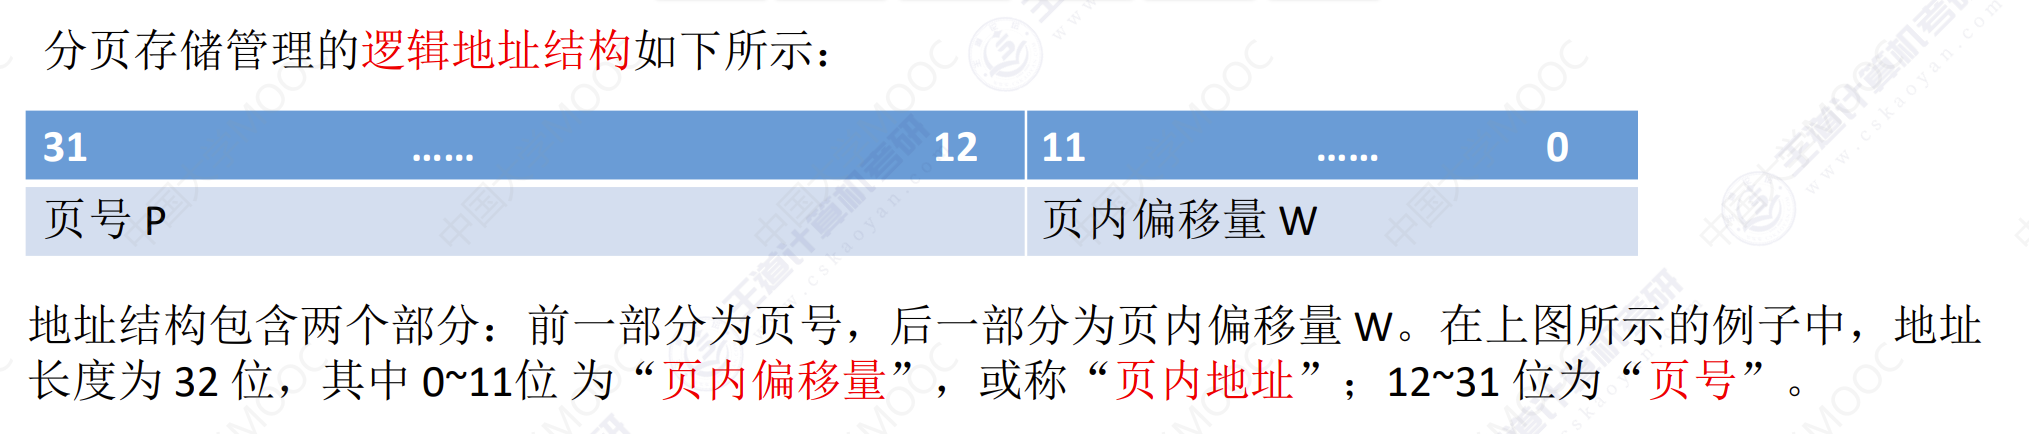 分页存储管理的逻辑地址结构如下所示：
31 …… 12 11 …… 0
页号 P 页内偏移量 W
地址结构包含两个部分：前一部分为页号，后一部分为页内偏移量 W。在上图所示的例子中，地址
长度为 32 位，其中 0~11位 为“页内偏移量”，或称“页内地址”；12~31 位为“页号”。